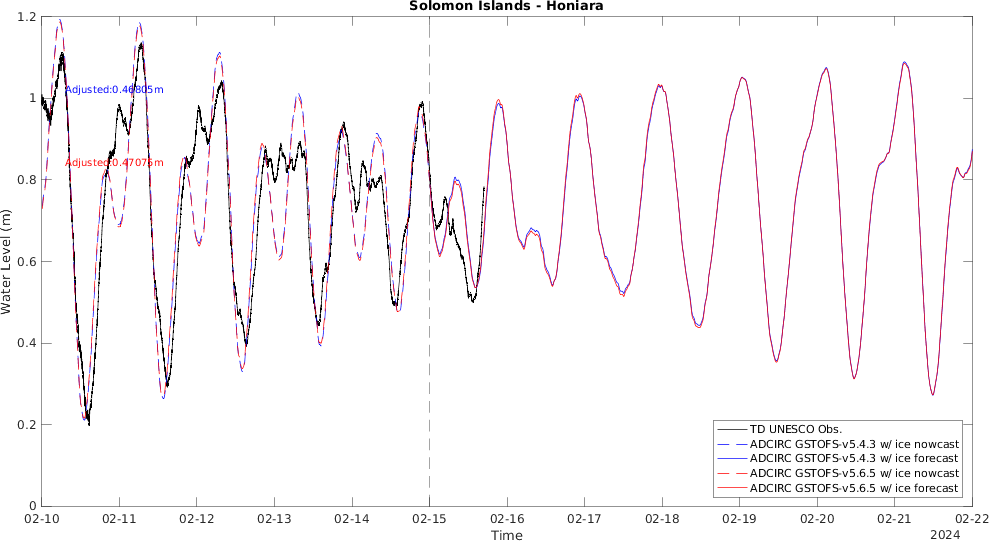 Solomon Islands - Honiara
Water Level (m)
1.2
1
0.8
0.6
0.4
0.2
0
Adjusted:0.46805m
Adjusted:0.47075m
TD UNESCO Obs.
ADCIRC GSTOFS-v5.4.3 w/ ice nowcast
ADCIRC GSTOFS-v5.4.3 w/ ice forecast
ADCIRC GSTOFS-v5.6.5 w/ ice nowcast
ADCIRC GSTOFS-v5.6.5 w/ ice forecast
02-10 02-11 02-12 02-13 02-14 02-15 02-16 02-17 02-18 02-19 02-20 02-21 02-22
Time
2024